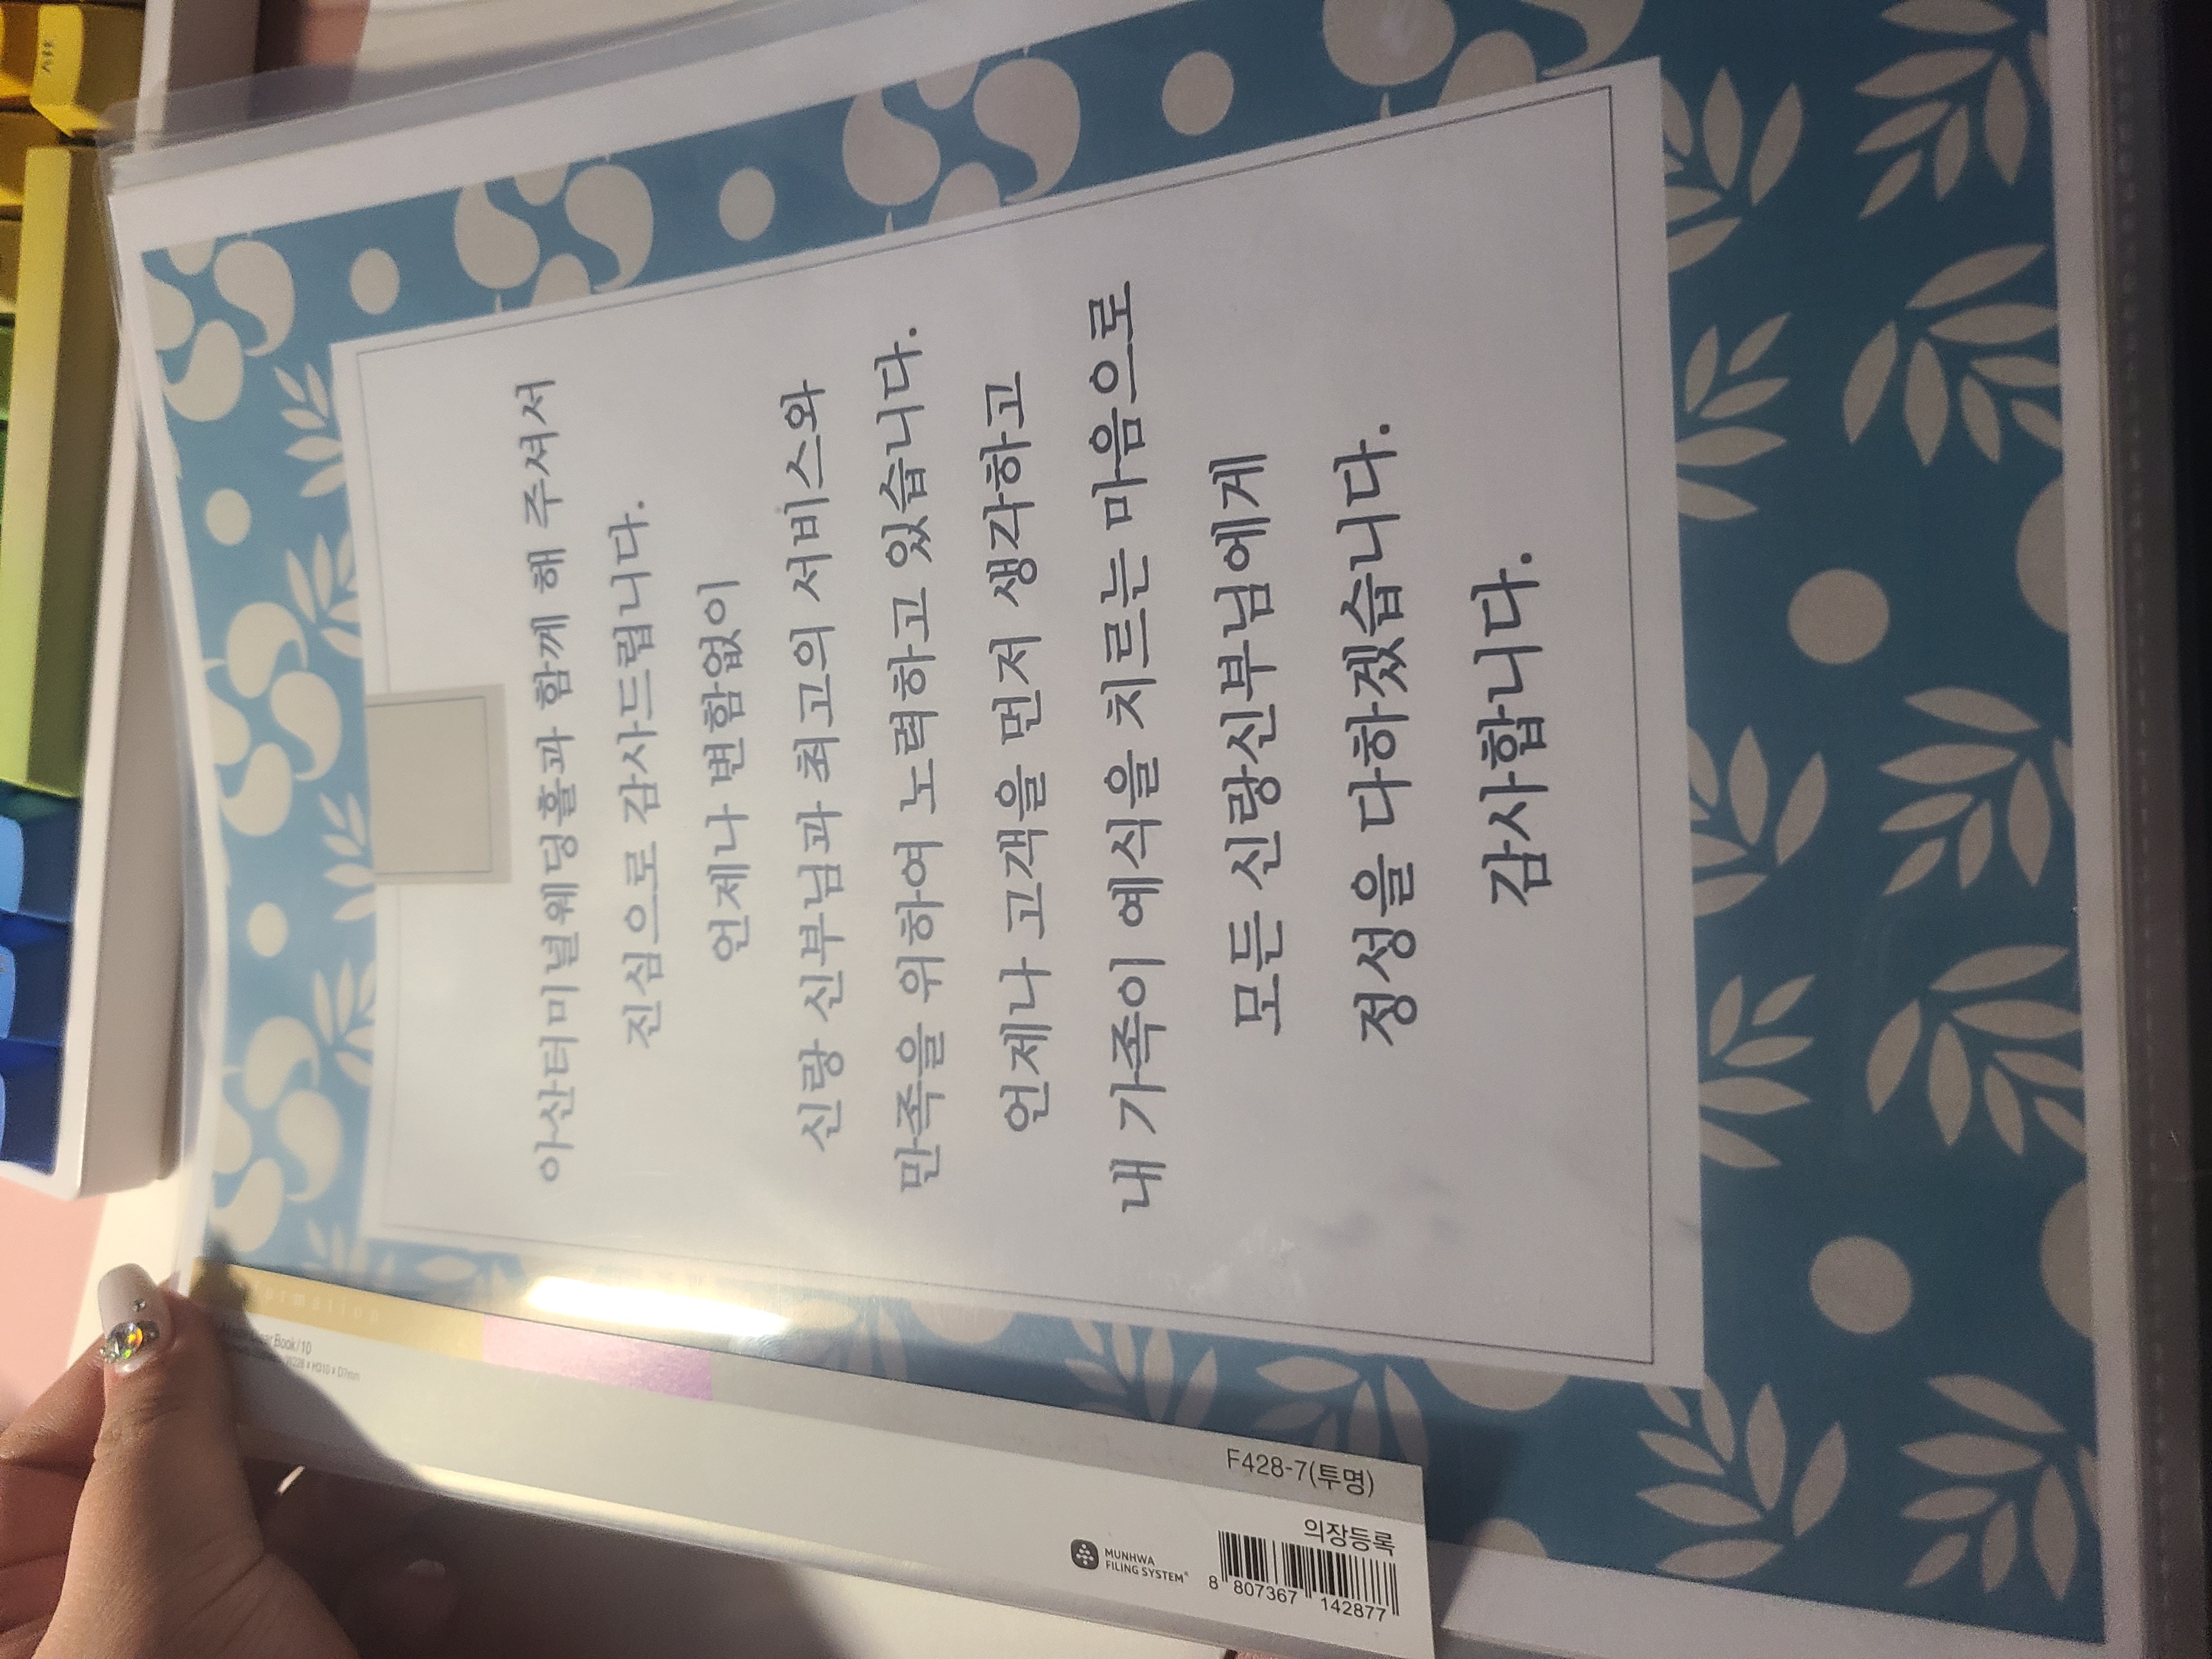 아산터미널웨딩홀과 함께 해 주셔서
진심으로 감사드립니다.
언제나 변함없이
신랑 신부님과 최고의 서비스와
만족을 위하여 노력하고 있습니다.
언제나 고객을 먼저 생각하고
내 가족이 예식을 치르는 마음으로
모든 신랑신부님에게
정성을 다하겠습니다.
감사합니다.
Book/10
F428-7(투명)
의장등록
MUNHWA
FILING SYSTEM
8 807367 142877